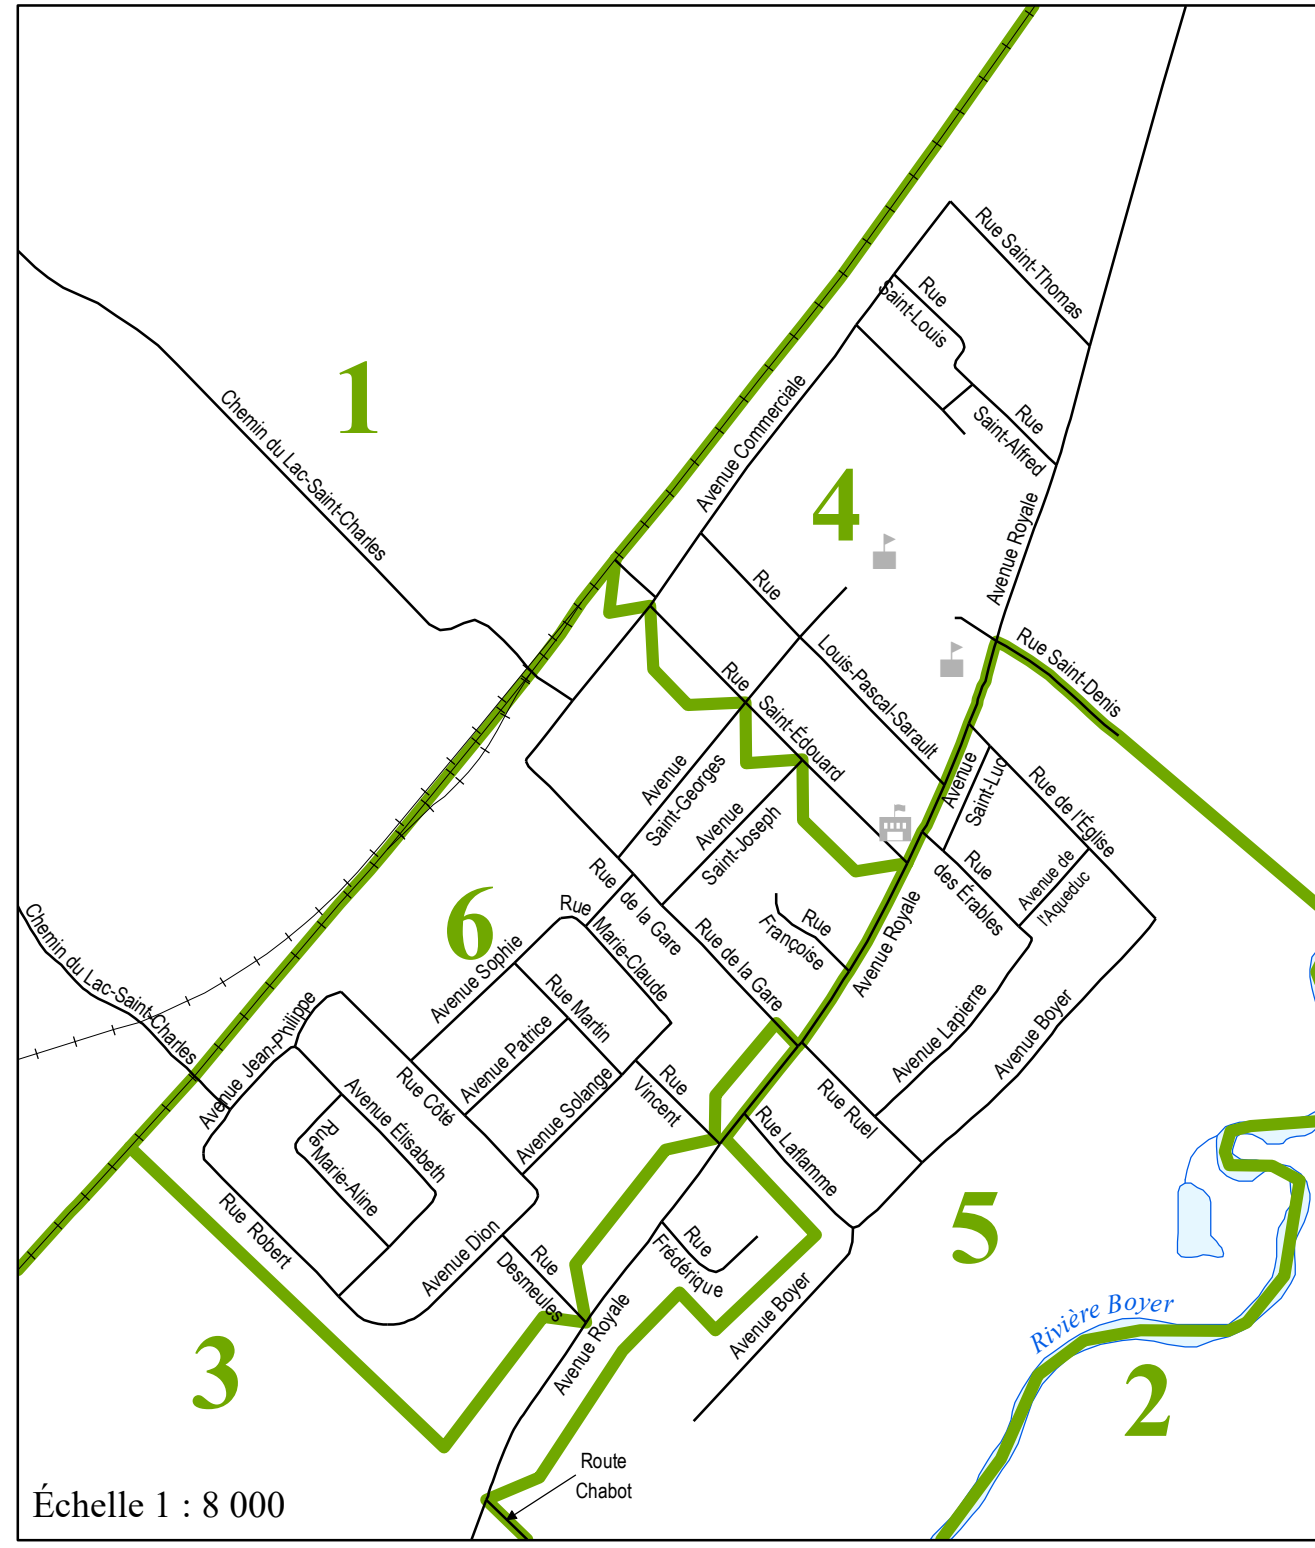 Rue Saint-Thomas
Rue
Saint-Louis
1
Chemin du Lac-Saint-Charles
Avenue Commerciale
Rue
Saint-Alfred
4
Avenue Royale
Rue
Louis-Pascal-Sarault
Rue Saint-Denis
Rue
Saint-Édouard
Avenue
Saint-Georges
Avenue
Saint-Joseph
Avenue
Saint-Luc
Rue de l'Église
Rue
des Érables
Avenue de
l'Aqueduc
Rue
de la Gare
6
Rue
Marie-Claude
Rue
Françoise
Rue de la Gare
Avenue Royale
Chemin du Lac-Saint-Charles
Avenue Sophie
Rue Martin
Avenue Jean-Philippe
Avenue Patrice
Avenue Lapierre
Avenue Boyer
Rue Côté
Avenue Solange
Rue
Vincent
Rue Ruel
Avenue Élisabeth
Rue
Marie-Aline
Rue Laflamme
Rue Robert
Avenue Dion
Rue
Desmeules
Rue
Frédérique
5
Avenue Boyer
Avenue Royale
Rivière Boyer
3
2
Route
Chabot
Échelle 1 : 8 000